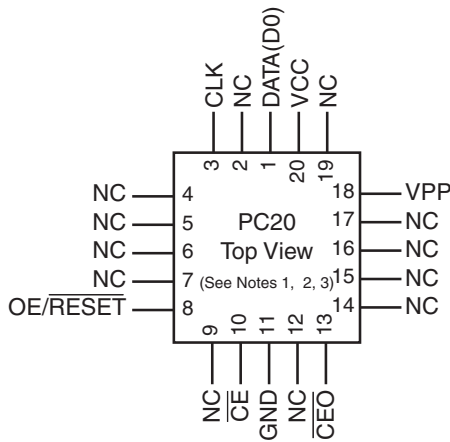 CLK
NC
DATA(D0)
VCC
NC
3
2
1
20
19
NC 4
18 VPP
NC 5
PC20
17 NC
NC 6
Top View
16 NC
NC 7
(See Notes 1, 2, 3)
15 NC
OE/RESET 8
14 NC
9
10
11
12
13
NC
CE
GND
NC
CEO